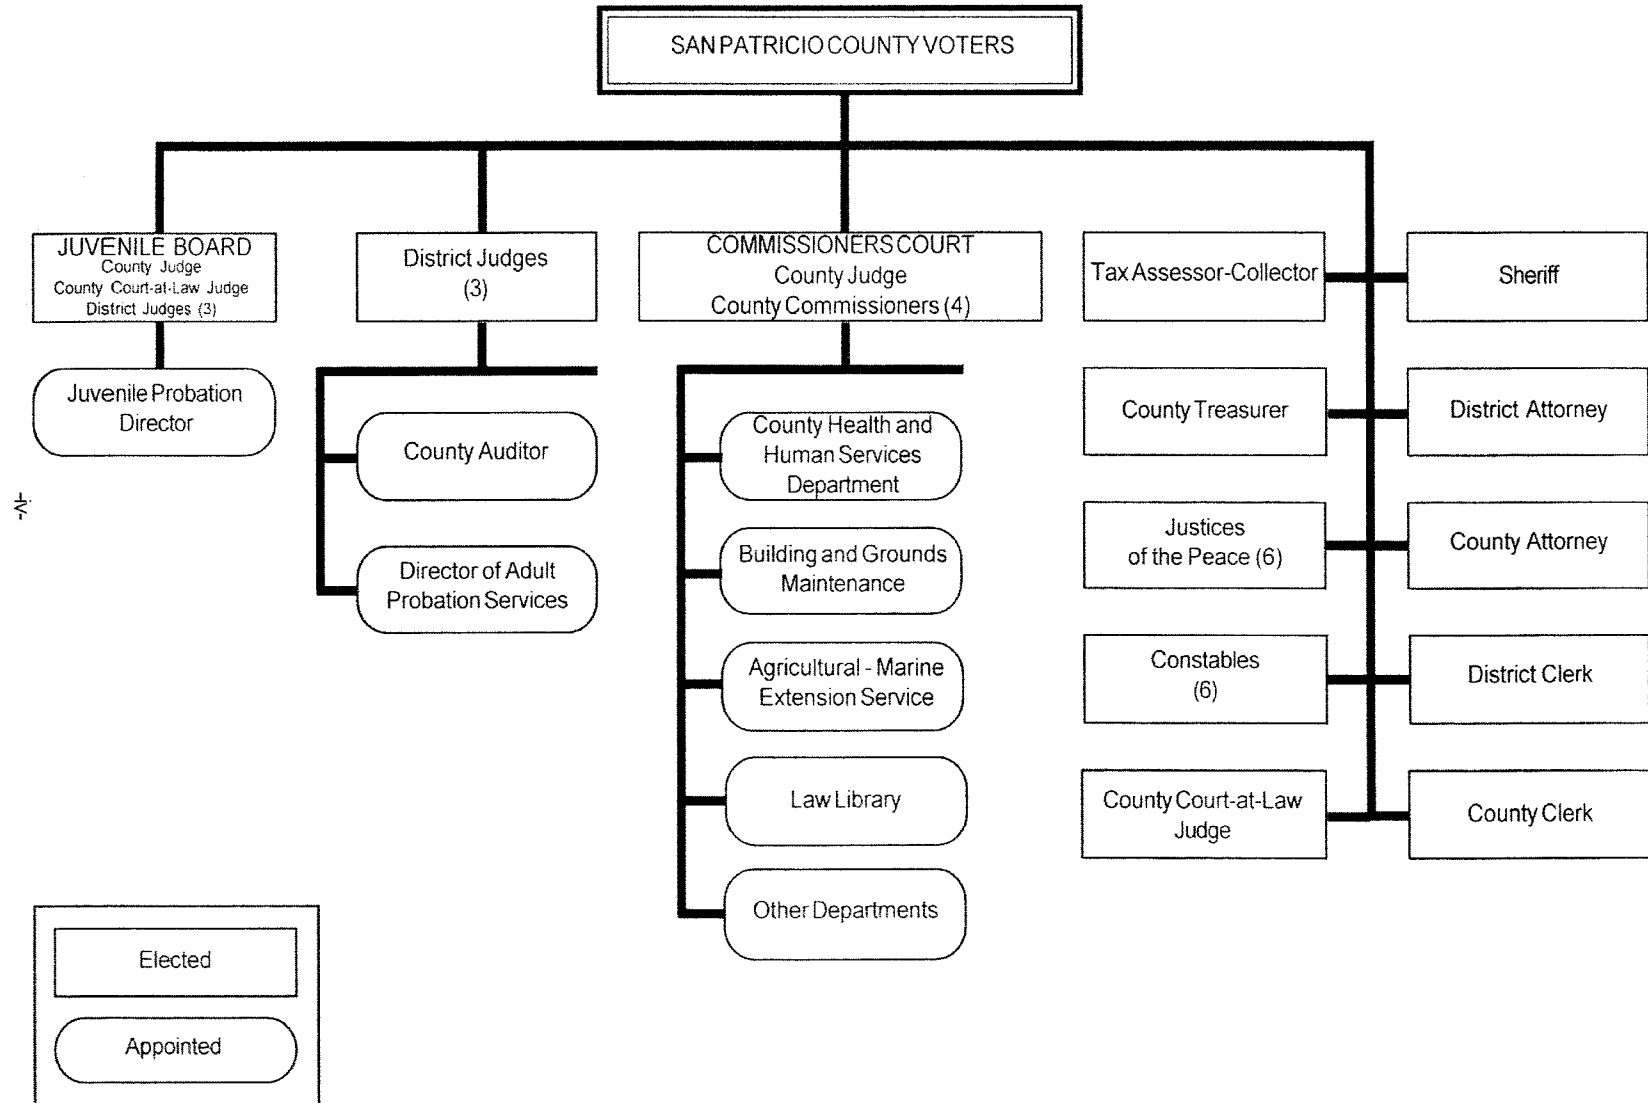 SAN PATRICIO COUNTY VOTERS
JUVENILE BOARD
County Judge
County Court-at-Law Judge
District Judges (3)
District Judges
(3)
COMMISSIONERS COURT
County Judge
County Commissioners (4)
Tax Assessor-Collector
Sheriff
Juvenile Probation
Director
County Auditor
Director of Adult
Probation Services
County Health and
Human Services
Department
Building and Grounds
Maintenance
Agricultural - Marine
Extension Service
Law Library
Other Departments
County Treasurer
District Attorney
Justices
of the Peace (6)
County Attorney
Constables
(6)
District Clerk
County Court-at-Law
Judge
County Clerk
-iv-
Elected
Appointed